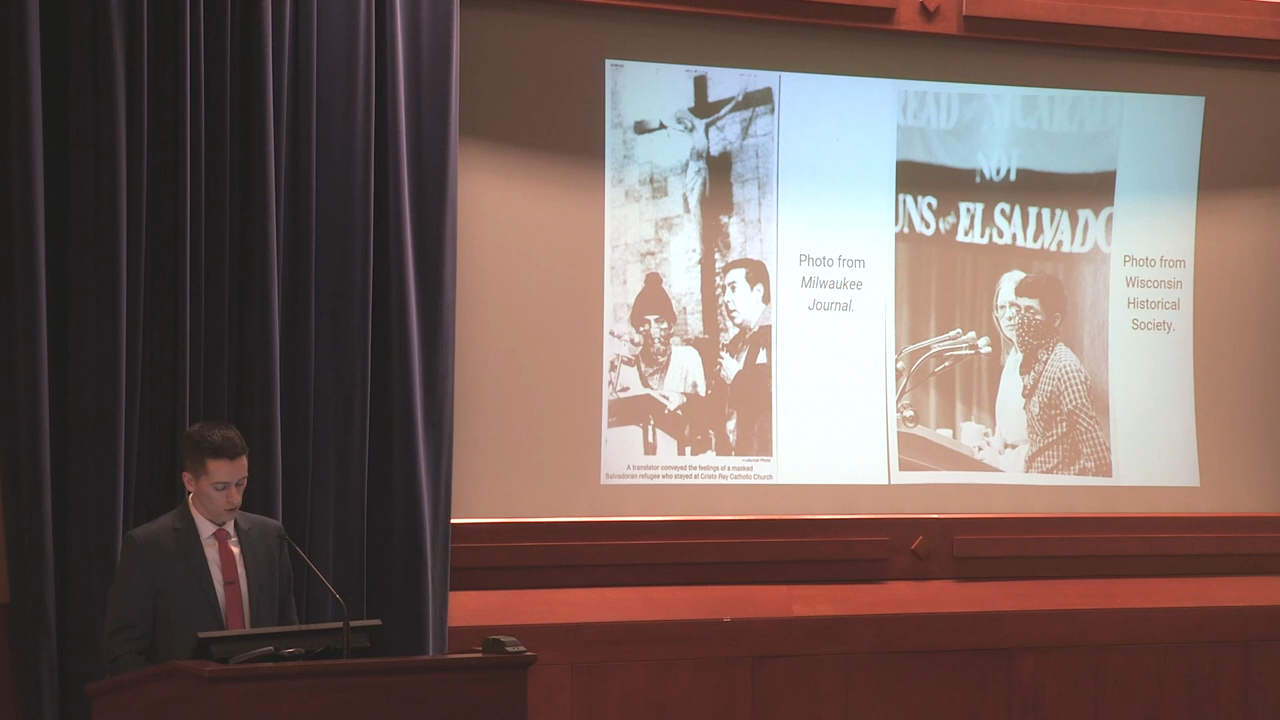 A translator conveyed the feelings of a masked
Salvadoran refugee who stayed at Cristo Rey Catholic Church
Photo from
Milwaukee
Journal.
NOT
EL SALVADO
Photo from
Wisconsin
Historical
Society.